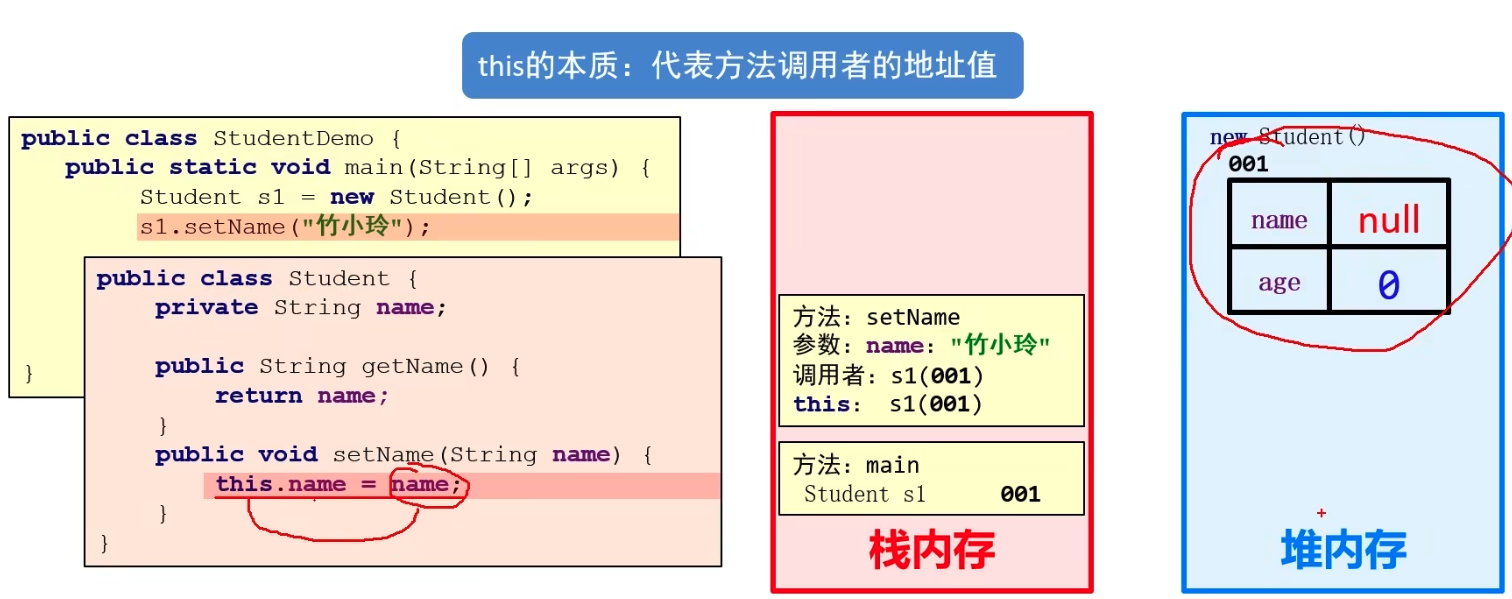 this的本质：代表方法调用者的地址值
public class StudentDemo {
public static void main(String[] args) {
Student s1 = new Student();
s1.setName("竹小玲");
}
public class Student {
private String name;
public String getName() {
return name;
}
public void setName(String name) {
this.name = name;
}
}
方法：setName
参数：name："竹小玲"
调用者：s1(001)
this： s1(001)
方法：main
Student s1 001
栈内存
new Student()
001
name null
age 0
堆内存